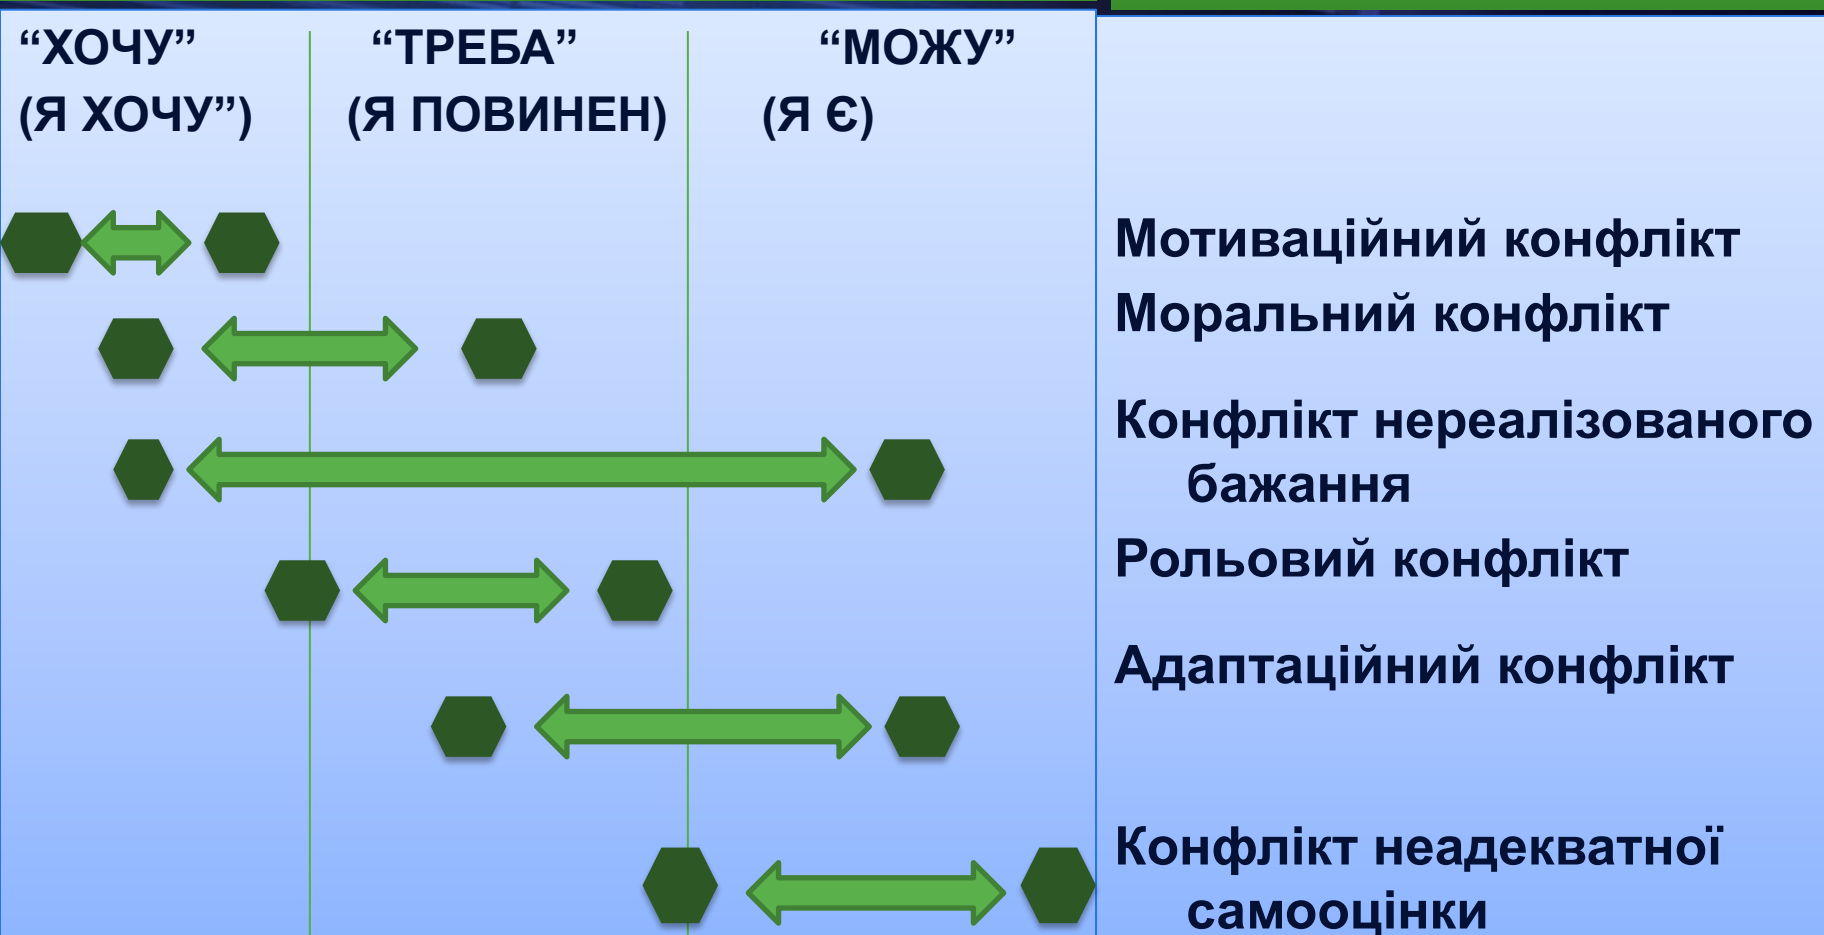 “ХОЧУ” “ТРЕБА” “МОЖУ”
(Я ХОЧУ”) (Я ПОВИНЕН) (Я Є)
Мотиваційний конфлікт
Моральний конфлікт
Конфлікт нереалізованого
бажання
Рольовий конфлікт
Адаптаційний конфлікт
Конфлікт неадекватної
самооцінки